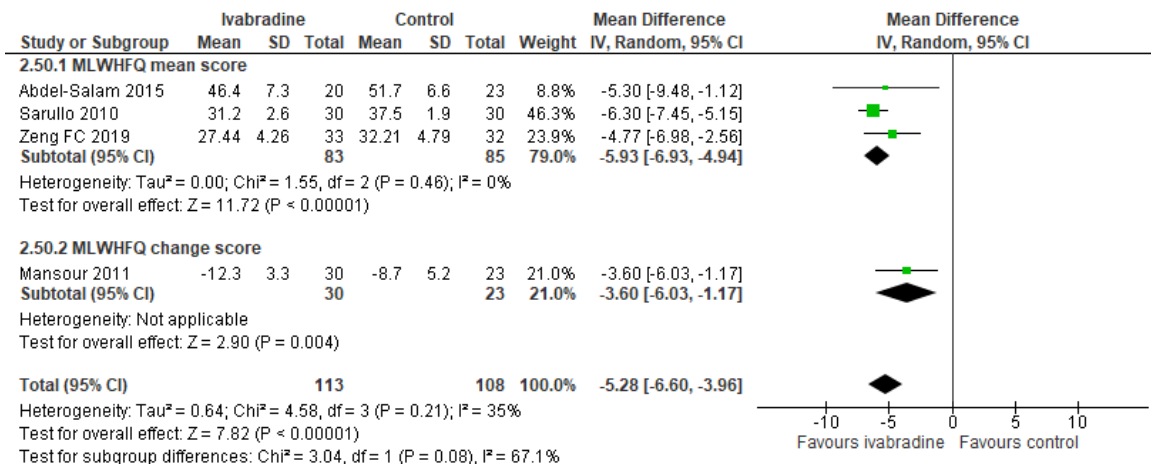 Ivabradine Control Mean Difference Mean Difference
Study or Subgroup Mean SD Total Mean SD Total Weight IV, Random, 95% CI IV, Random, 95% CI
2.50.1 MLWHFQ mean score
Abdel-Salam 2015 46.4 7.3 20 51.7 6.6 23 8.8% -5.30 [-9.48, -1.12]
Sarullo 2010 31.2 2.6 30 37.5 1.9 30 46.3% -6.30 [-7.45, -5.15]
Zeng FC 2019 27.44 4.26 33 32.21 4.79 32 23.9% -4.77 [-6.98, -2.56]
Subtotal (95% CI) 83 85 79.0% -5.93 [-6.93, -4.94]
Heterogeneity: Tau² = 0.00; Chi² = 1.55, df = 2 (P = 0.46); I² = 0%
Test for overall effect: Z = 11.72 (P < 0.00001)
2.50.2 MLWHFQ change score
Mansour 2011 -12.3 3.3 30 -8.7 5.2 23 21.0% -3.60 [-6.03, -1.17]
Subtotal (95% CI) 30 23 21.0% -3.60 [-6.03, -1.17]
Heterogeneity: Not applicable
Test for overall effect: Z = 2.90 (P = 0.004)
Total (95% CI) 113 108 100.0% -5.28 [-6.60, -3.96]
Heterogeneity: Tau² = 0.64; Chi² = 4.58, df = 3 (P = 0.21); I² = 35%
Test for overall effect: Z = 7.82 (P < 0.00001)
Test for subgroup differences: Chi² = 3.04, df = 1 (P = 0.08), I² = 67.1%
-10 -5 0 5 10
Favours ivabradine Favours control